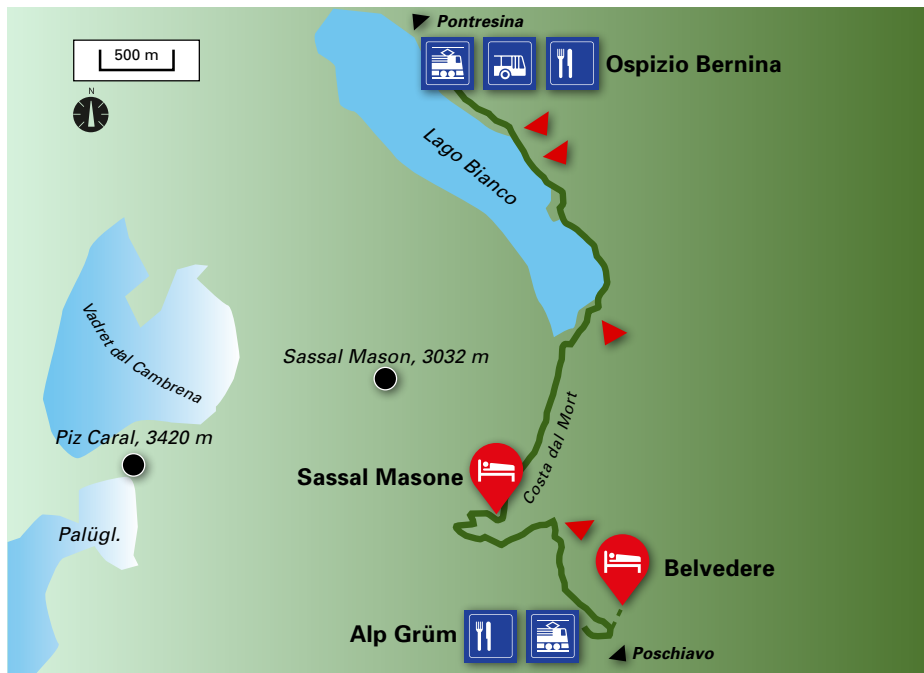 Pontresina
500 m
Ospizio Bernina
N
Lago Bianco
Vadret dal Cambrena
Sassal Mason, 3032 m
Piz Caral, 3420 m
Costa dal Mort
Sassal Masone
Palügl.
Belvedere
Alp Grüm
Poschiavo